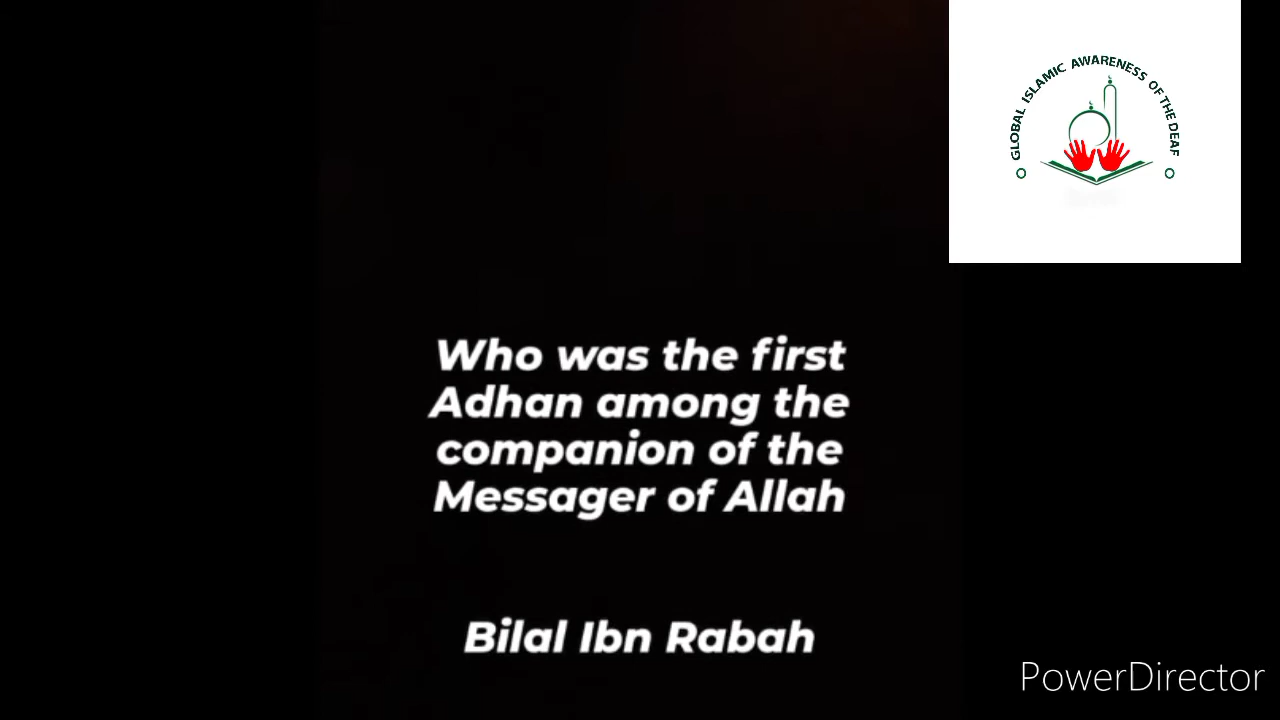 GLOBAL ISLAMIC AWARENESS OF THE DEAF
Who was the first
Adhan among the
companion of the
Messager of Allah
Bilal Ibn Rabah
PowerDirector